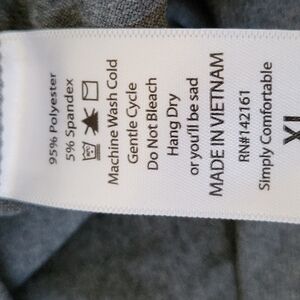 95% Polyester
5% Spandex
Machine Wash Cold
Gentle Cycle
Do Not Bleach
Hang Dry
or you'll be sad
MADE IN VIETNAM
RN#142161
Simply Comfortable
XL